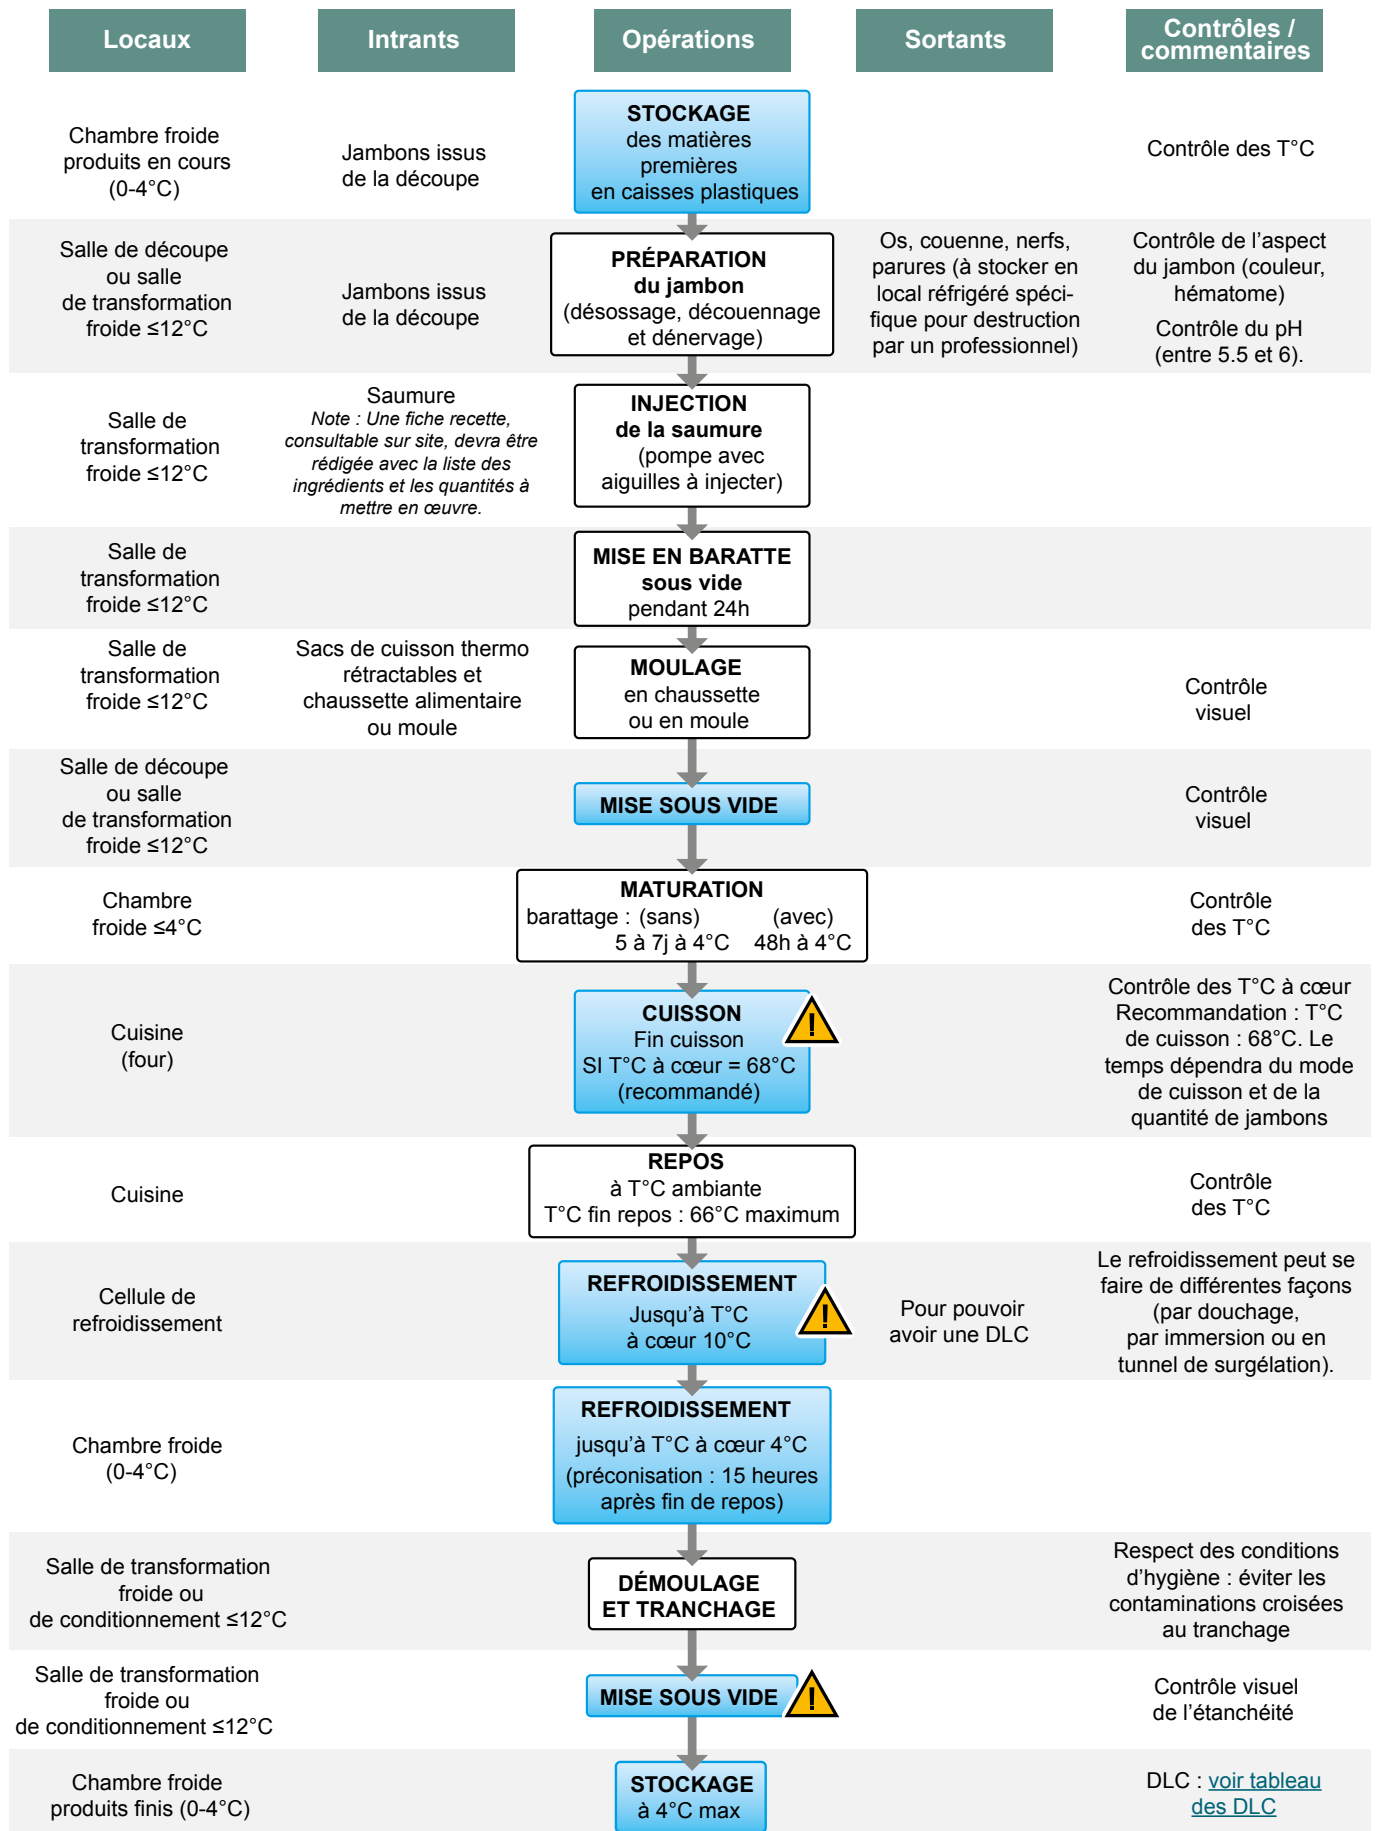 Locaux
Intrants
Opérations
Sortants
Contrôles /
commentaires
Chambre froide
produits en cours
(0-4°C)
Jambons issus
de la découpe
STOCKAGE
des matières
premières
en caisses plastiques
Contrôle des T°C
Salle de découpe
ou salle
de transformation
froide ≤12°C
Jambons issus
de la découpe
PRÉPARATION
du jambon
(désossage, découennage
et dénervage)
Os, couenne, nerfs,
parures (à stocker en
local réfrigéré spéci-
fique pour destruction
par un professionnel)
Contrôle de l’aspect
du jambon (couleur,
hématome)
Contrôle du pH
(entre 5.5 et 6).
Salle de
transformation
froide ≤12°C
Saumure
Note : Une fiche recette,
consultable sur site, devra être
rédigée avec la liste des
ingrédients et les quantités à
mettre en œuvre.
INJECTION
de la saumure
(pompe avec
aiguilles à injecter)
Salle de
transformation
froide ≤12°C
MISE EN BARATTE
sous vide
pendant 24h
Salle de
transformation
froide ≤12°C
Sacs de cuisson thermo
rétractables et
chaussette alimentaire
ou moule
MOULAGE
en chaussette
ou en moule
Contrôle
visuel
Salle de découpe
ou salle
de transformation
froide ≤12°C
MISE SOUS VIDE
Contrôle
visuel
Chambre
froide ≤4°C
MATURATION
barattage : (sans) (avec)
5 à 7j à 4°C 48h à 4°C
Contrôle
des T°C
Cuisine
(four)
CUISSON
Fin cuisson
SI T°C à cœur = 68°C
(recommandé)
!
Contrôle des T°C à cœur
Recommandation : T°C
de cuisson : 68°C. Le
temps dépendra du mode
de cuisson et de la
quantité de jambons
Cuisine
REPOS
à T°C ambiante
T°C fin repos : 66°C maximum
Contrôle
des T°C
Cellule de
refroidissement
REFROIDISSEMENT
Jusqu’à T°C
à cœur 10°C
!
Pour pouvoir
avoir une DLC
Le refroidissement peut se
faire de différentes façons
(par douchage,
par immersion ou en
tunnel de surgélation).
Chambre froide
(0-4°C)
REFROIDISSEMENT
jusqu’à T°C à cœur 4°C
(préconisation : 15 heures
après fin de repos)
Salle de transformation
froide ou
de conditionnement ≤12°C
DÉMOULAGE
ET TRANCHAGE
Respect des conditions
d’hygiène : éviter les
contaminations croisées
au tranchage
Salle de transformation
froide ou
de conditionnement ≤12°C
MISE SOUS VIDE
!
Contrôle visuel
de l’étanchéité
Chambre froide
produits finis (0-4°C)
STOCKAGE
à 4°C max
DLC : voir tableau
des DLC